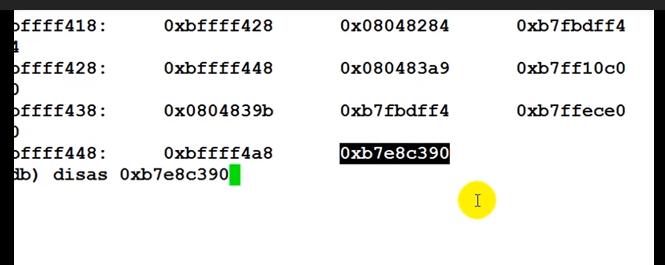 bffff418: 0xbffff428 0x08048284 0xb7fbdff4
4
bffff428: 0xbffff448 0x080483a9 0xb7ff10c0
0
bffff438: 0x0804839b 0xb7fbdff4 0xb7ffece0
0
bffff448: 0xbffff4a8 0xb7e8c390
db) disas 0xb7e8c390